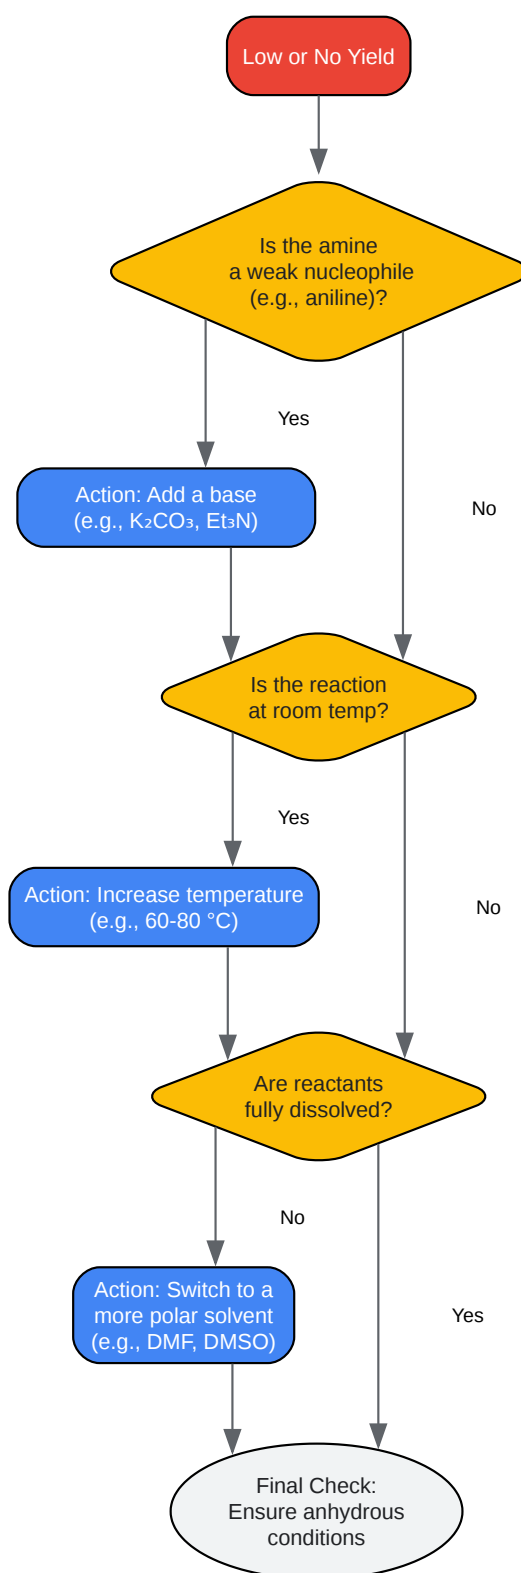 Low or No Yield
Is the amine
a weak nucleophile
(e.g., aniline)?
Yes
Action: Add a base
(e.g., K₂CO₃, Et₃N)
No
Is the reaction
at room temp?
Yes
Action: Increase temperature
(e.g., 60-80 °C)
No
Are reactants
fully dissolved?
No
Action: Switch to a
more polar solvent
(e.g., DMF, DMSO)
Yes
Final Check:
Ensure anhydrous
conditions